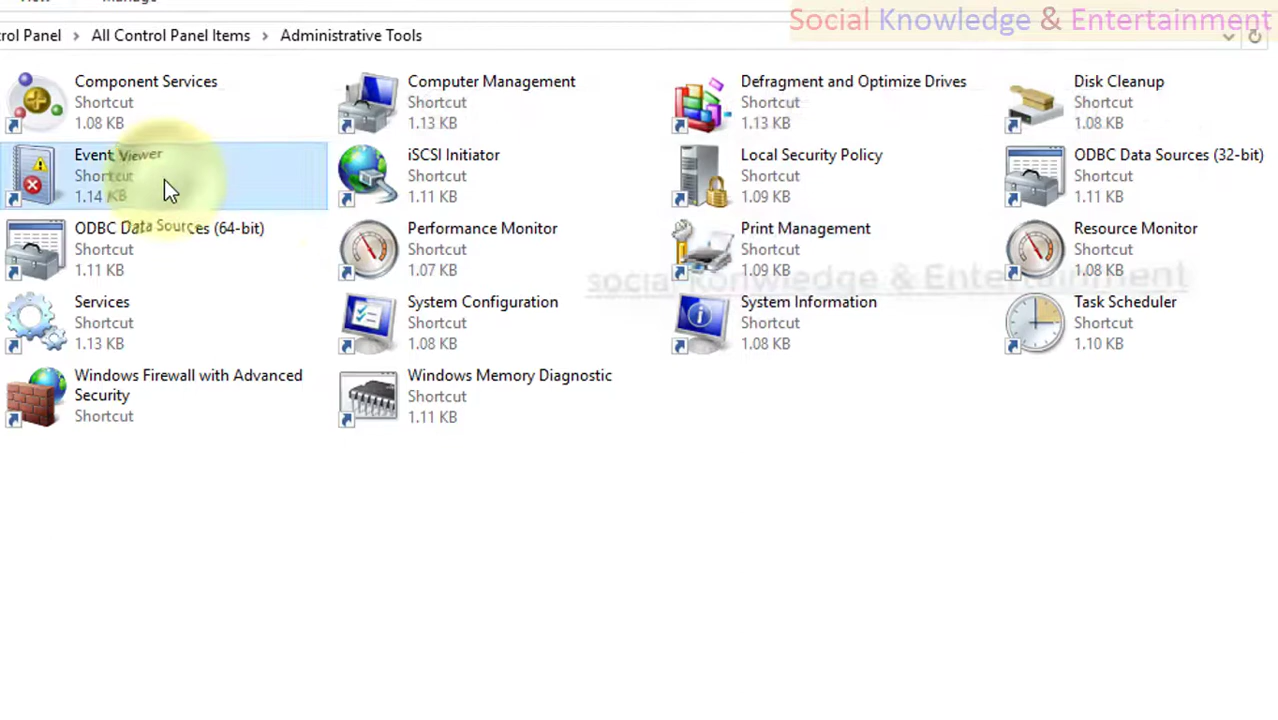 View Manage
Social Knowledge & Entertainment
rol Panel > All Control Panel Items > Administrative Tools
Component Services
Shortcut
1.08 KB
Computer Management
Shortcut
1.13 KB
Defragment and Optimize Drives
Shortcut
1.13 KB
Disk Cleanup
Shortcut
1.08 KB
Event Viewer
Shortcut
1.14 KB
iSCSI Initiator
Shortcut
1.11 KB
Local Security Policy
Shortcut
1.09 KB
ODBC Data Sources (32-bit)
Shortcut
1.11 KB
ODBC Data Sources (64-bit)
Shortcut
1.11 KB
Performance Monitor
Shortcut
1.07 KB
Print Management
Shortcut
1.09 KB
Resource Monitor
Shortcut
1.08 KB
social konwledge & Entertainment
Services
Shortcut
1.13 KB
System Configuration
Shortcut
1.08 KB
System Information
Shortcut
1.08 KB
Task Scheduler
Shortcut
1.10 KB
Windows Firewall with Advanced
Security
Shortcut
Windows Memory Diagnostic
Shortcut
1.11 KB